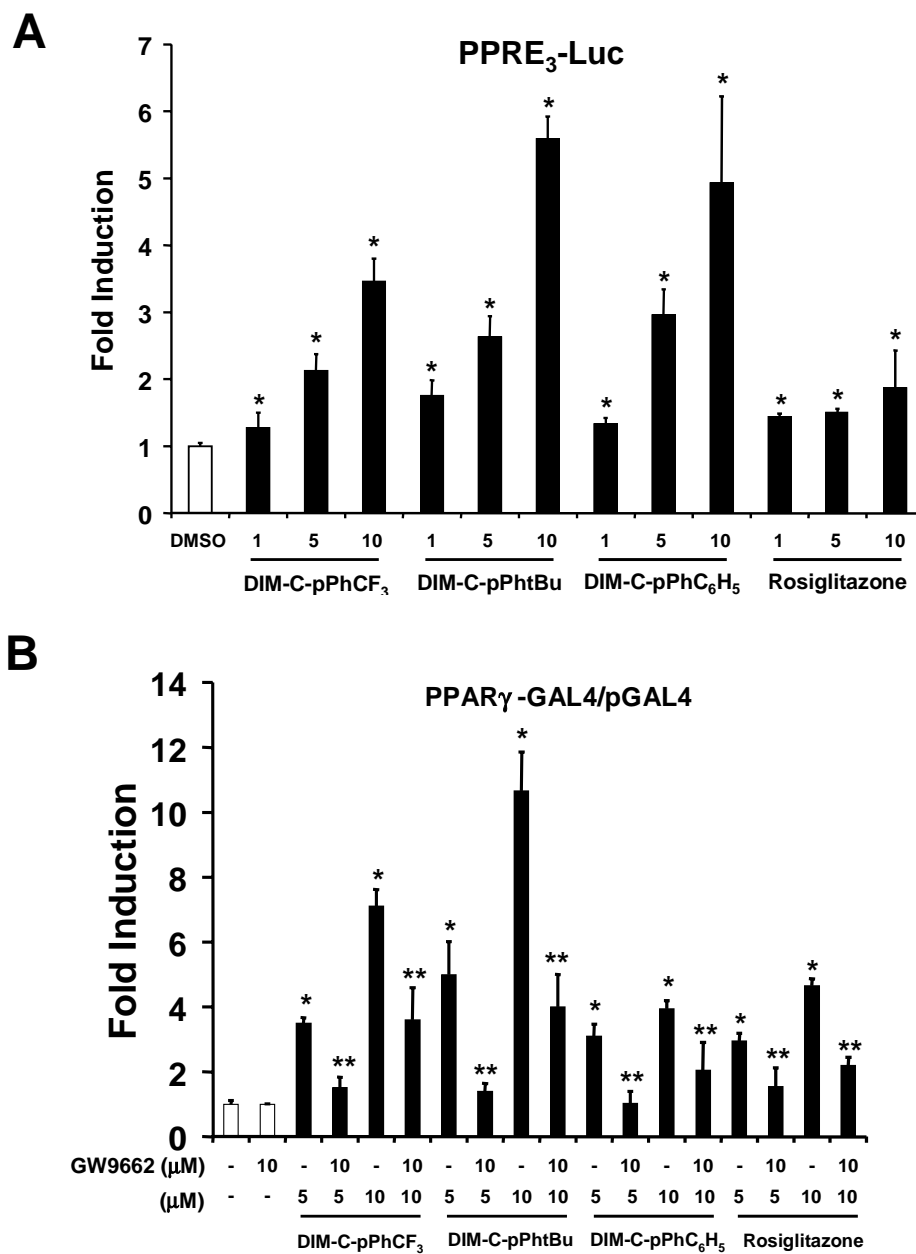 A
PPRE₃-Luc
Fold Induction
7
6
5
4
3
2
1
0
* * * * * * * * * * * *
DMSO 1 5 10 1 5 10 1 5 10 1 5 10
DIM-C-pPhCF₃ DIM-C-pPhtBu DIM-C-pPhC₆H₅ Rosiglitazone
B
PPARγ-GAL4/pGAL4
Fold Induction
14
12
10
8
6
4
2
0
* ** * ** * ** * ** * ** * ** * ** * **
GW9662 (μM) - 10 - 10 - 10 - 10 - 10 - 10 - 10 - 10 - 10
(μM) - - 5 5 10 10 5 5 10 10 5 5 10 10 5 5 10 10
DIM-C-pPhCF₃ DIM-C-pPhtBu DIM-C-pPhC₆H₅ Rosiglitazone